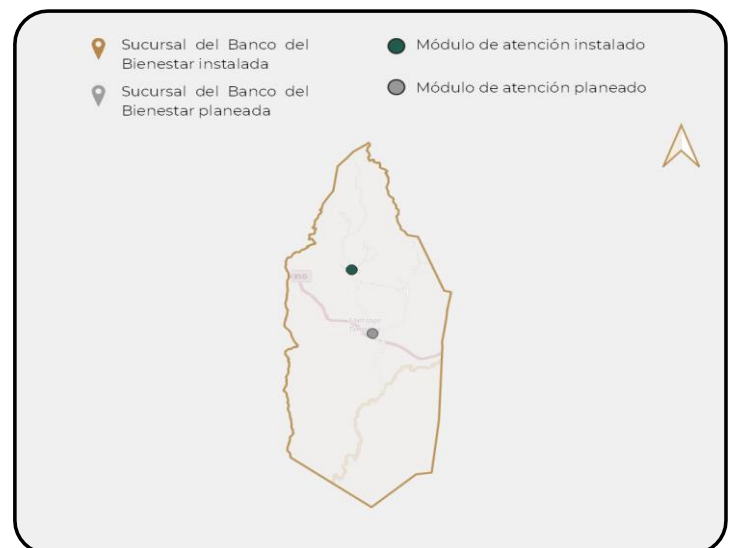 Sucursal del Banco del
Bienestar instalada
Sucursal del Banco del
Bienestar planeada
Módulo de atención instalado
Módulo de atención planeado